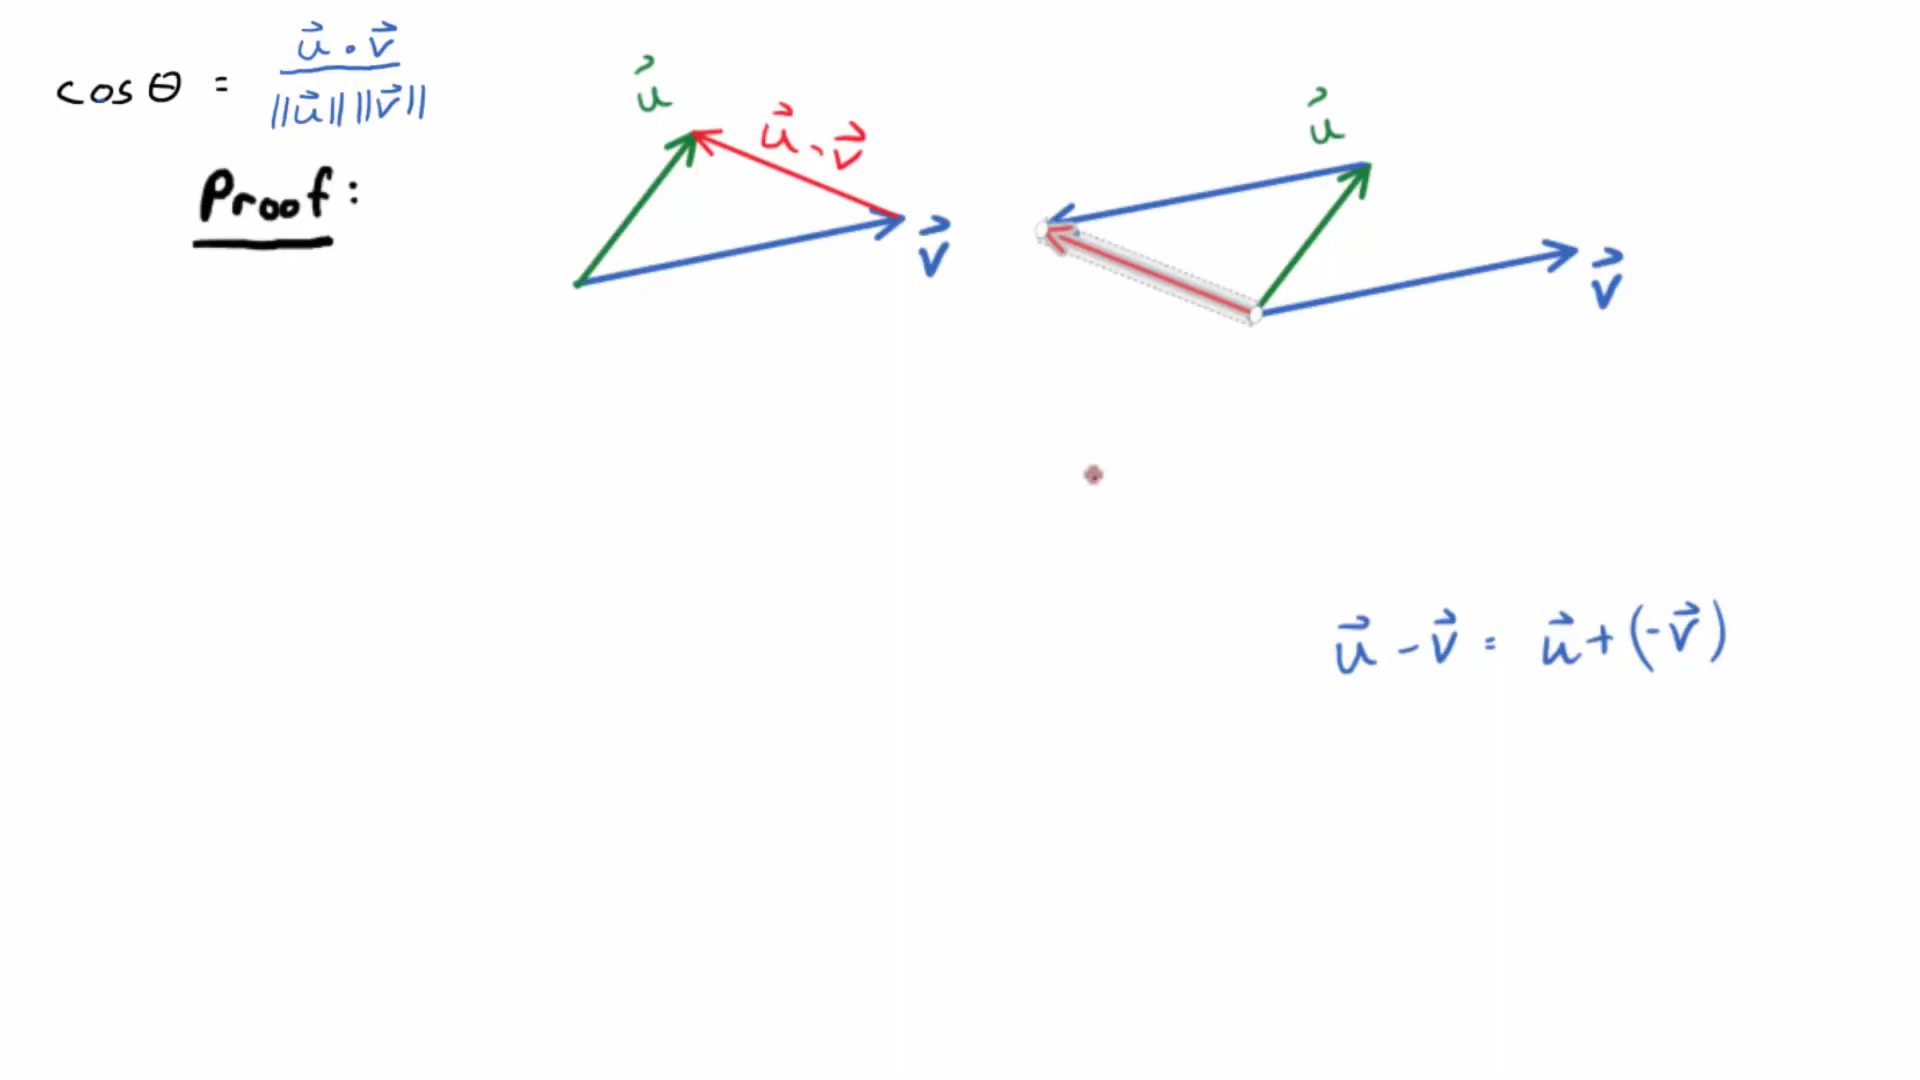 cos θ = u⃗ • v⃗ / ||u⃗|| ||v⃗||
Proof:
u⃗
u⃗ - v⃗
v⃗
u⃗
v⃗
u⃗ - v⃗ = u⃗ + (-v⃗)